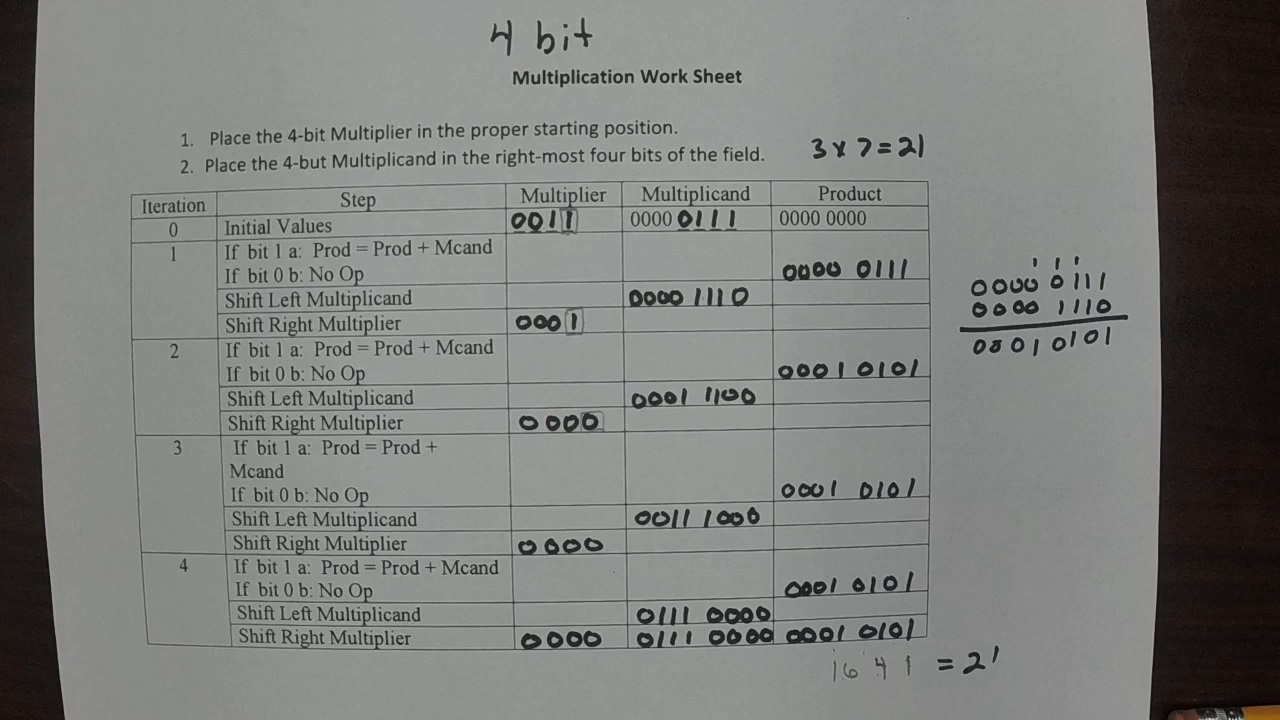 4 bit
Multiplication Work Sheet
1. Place the 4-bit Multiplier in the proper starting position.
2. Place the 4-but Multiplicand in the right-most four bits of the field.
3 x 7 = 21
Iteration Step Multiplier Multiplicand Product
0 Initial Values 0011 0000 0111 0000 0000
1 If bit 1 a: Prod = Prod + Mcand
If bit 0 b: No Op 0000 0111
Shift Left Multiplicand 0000 1110
Shift Right Multiplier 0001
1 1 1
0000 0111
0000 1110
00010101
2 If bit 1 a: Prod = Prod + Mcand
If bit 0 b: No Op 0001 0101
Shift Left Multiplicand 0001 1100
Shift Right Multiplier 0000
3 If bit 1 a: Prod = Prod +
Mcand
If bit 0 b: No Op 0001 0101
Shift Left Multiplicand 0011 1000
Shift Right Multiplier 0000
4 If bit 1 a: Prod = Prod + Mcand
If bit 0 b: No Op 0001 0101
Shift Left Multiplicand 0111 0000
Shift Right Multiplier 0000 0111 0000 0001 0101
16 4 1 = 21